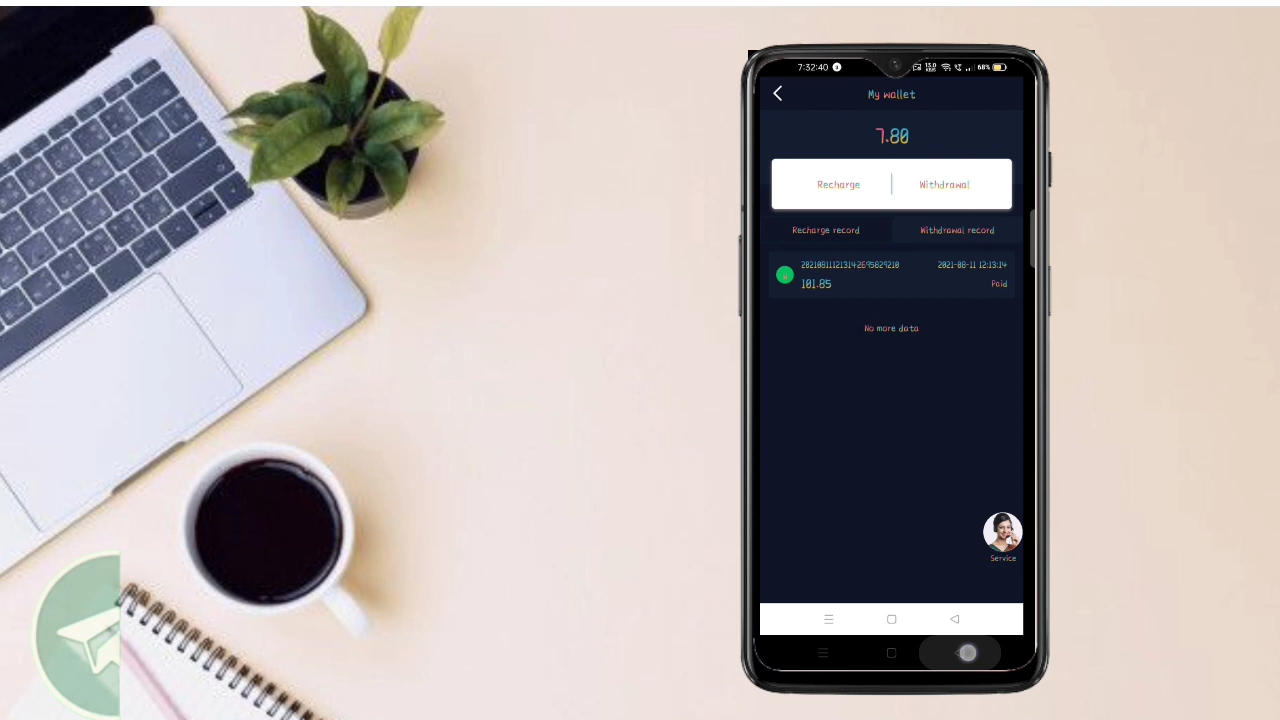 7:32:40
68%
My wallet
7.80
Recharge
Withdrawal
Recharge record
Withdrawal record
2021-08-11 12:13:14
101.85
Paid
No more data
Service